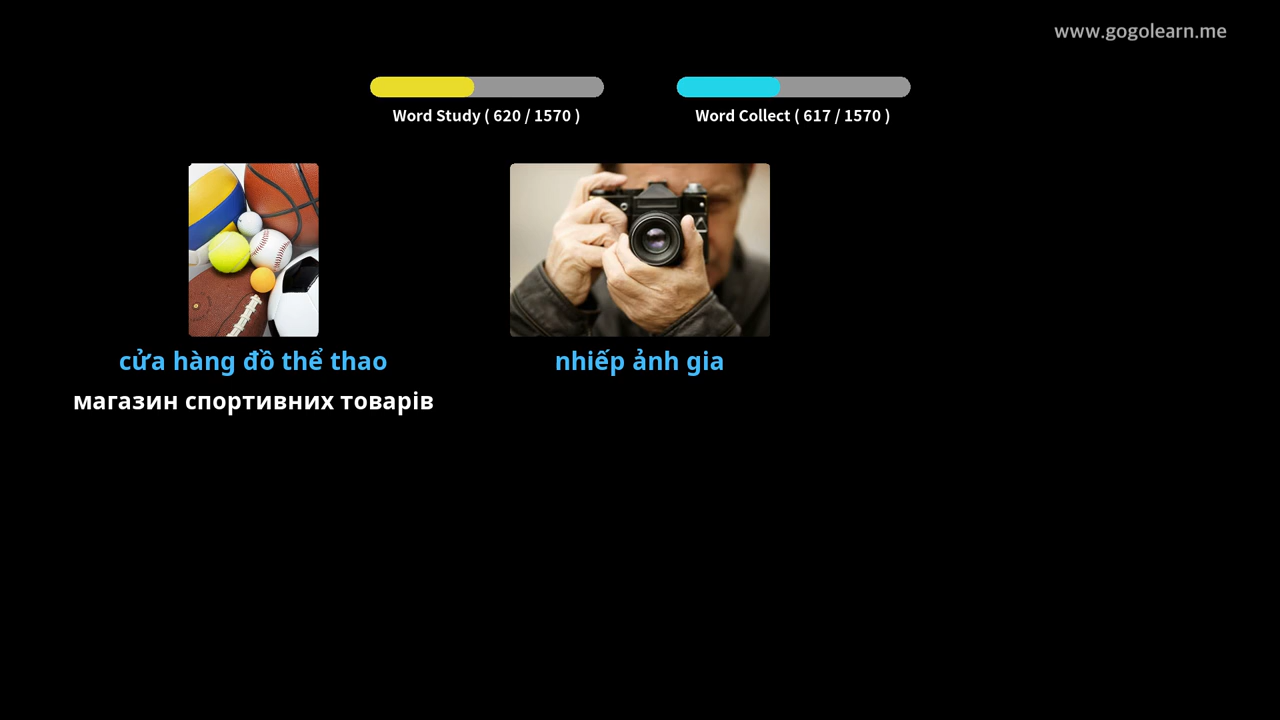 www.gogolearn.me
Word Study ( 620 / 1570 )
Word Collect ( 617 / 1570 )
cửa hàng đồ thể thao
nhiếp ảnh gia
магазин спортивних товарів